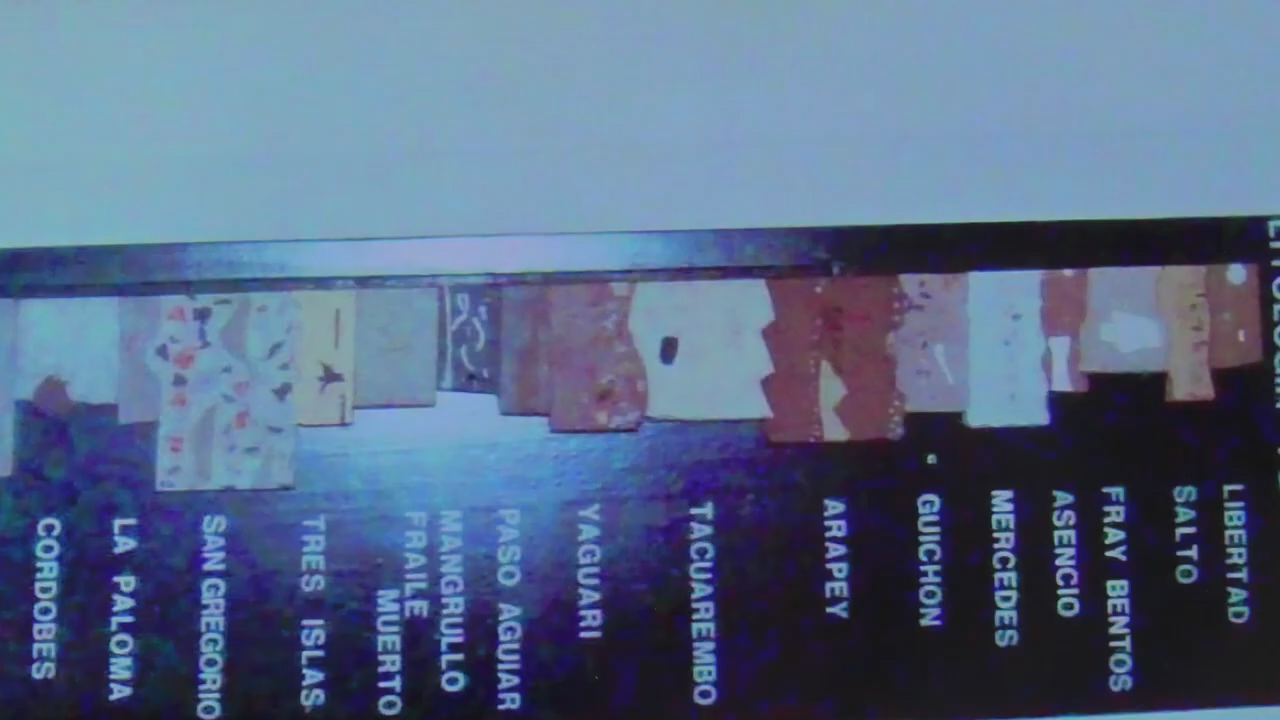 LIBERTAD
SALTO
FRAY BENTOS
ASENCIO
MERCEDES
GUICHON
ARAPEY
TACUAREMBO
YAGUARI
PASO AGUIAR
MANGRULLO
FRAILE
MUERTO
TRES ISLAS
SAN GREGORIO
LA PALOMA
CORDOBES